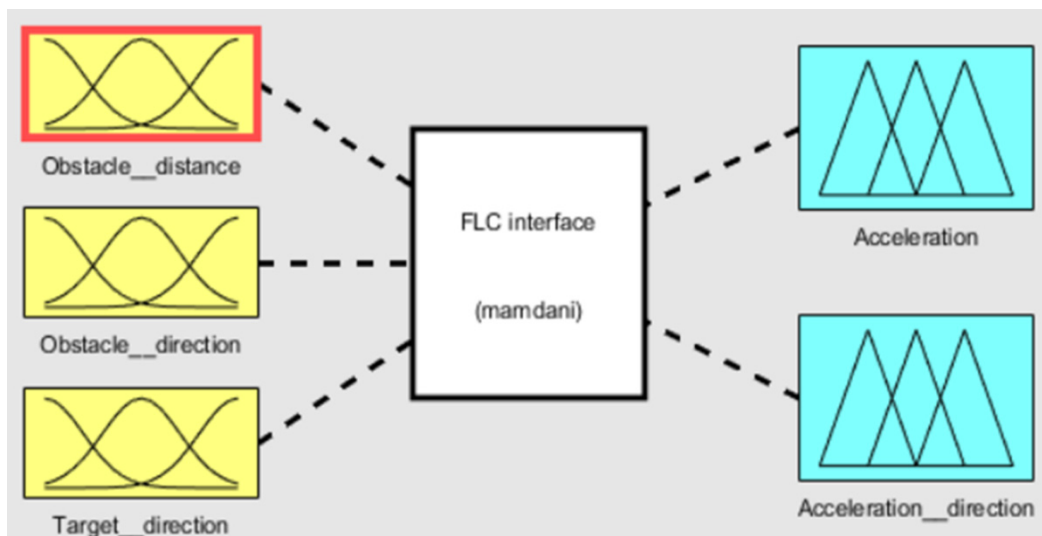 Obstacle__distance
Obstacle__direction
Target__direction
FLC interface
(mamdani)
Acceleration
Acceleration__direction